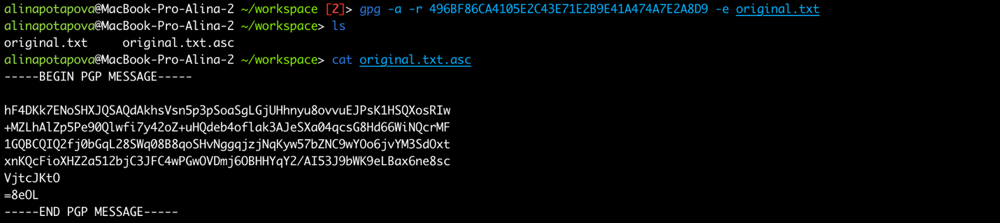 alinapotapova@MacBook-Pro-Alina-2 ~/workspace [2]> gpg -a -r 496BF86CA4105E2C43E71E2B9E41A474A7E2A8D9 -e original.txt
alinapotapova@MacBook-Pro-Alina-2 ~/workspace> ls
original.txt     original.txt.asc
alinapotapova@MacBook-Pro-Alina-2 ~/workspace> cat original.txt.asc
-----BEGIN PGP MESSAGE-----

hF4DKk7ENoSHXJQSAQdAkhsVsn5p3pSoaSgLGjUHhnyu8ovvuEJPsK1HSQXosRIw
+MZLhAlZp5Pe90Qlwfi7y42oZ+uHQdeb4oflak3AJeSXa04qcsG8Hd66WiNQcrMF
1GQBCQIQ2fj0bGqL28SWq08B8qoSHvNggqjzjNqKyw57bZNC9wYOo6jvYM3SdOxt
xnKQcFioXHZ2a512bjC3JFC4wPGwOVDmj6OBHHYqY2/AI53J9bWK9eLBax6ne8sc
VjtcJKtO
=8eOL
-----END PGP MESSAGE-----